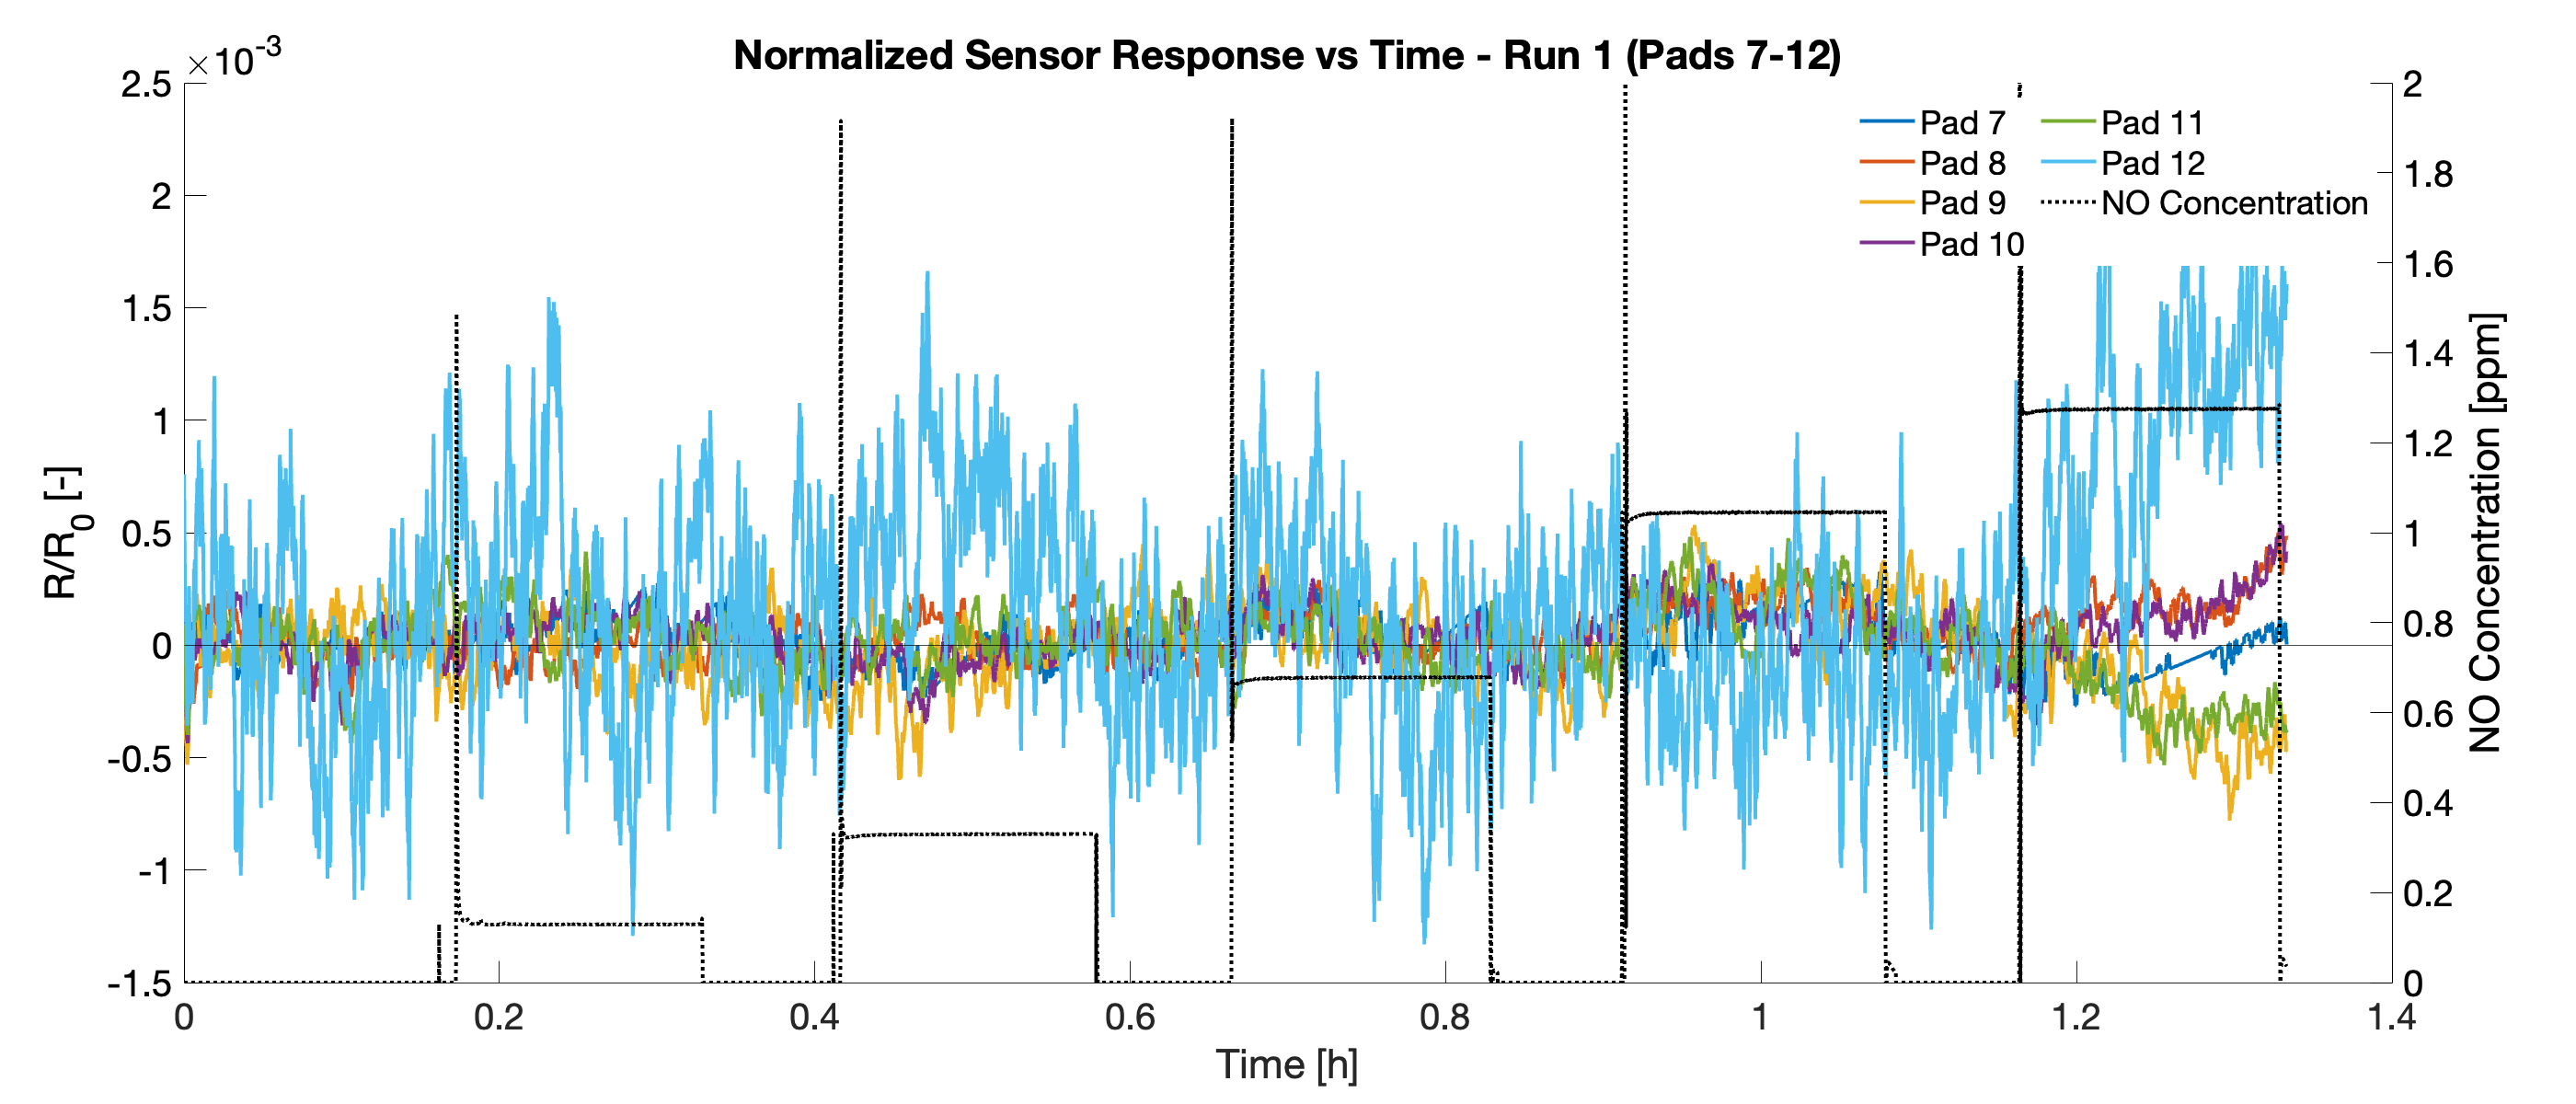 Normalized Sensor Response vs Time - Run 1 (Pads 7-12)
×10-3
2.5
2
1.5
1
0.5
0
-0.5
-1
-1.5
R/R0 [-]
0 0.2 0.4 0.6 0.8 1 1.2 1.4
Time [h]
2
1.8
1.6
1.4
1.2
1
0.8
0.6
0.4
0.2
0
NO Concentration [ppm]
Pad 7
Pad 8
Pad 9
Pad 10
Pad 11
Pad 12
NO Concentration